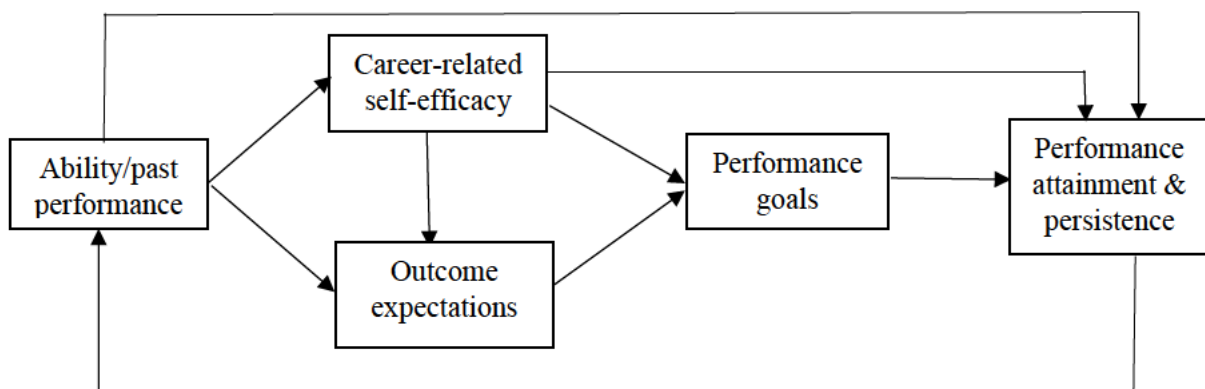 Career-related
self-efficacy
Ability/past
performance
Outcome
expectations
Performance
goals
Performance
attainment &
persistence